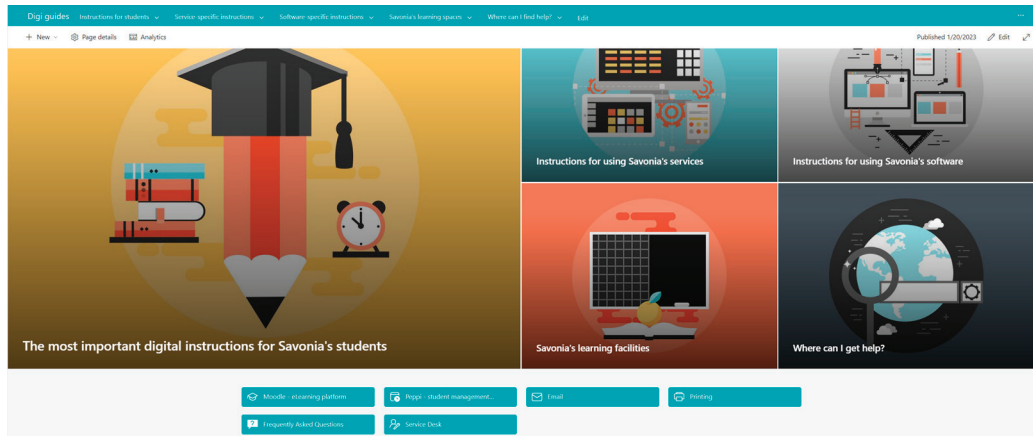 Digi guides Instructions for students Service specific instructions Software specific instructions Savonia's learning spaces Where can I find help? Edit
+ New Page details Analytics Published 1/20/2023 Edit
Instructions for using Savonia's services
Instructions for using Savonia's software
The most important digital instructions for Savonia's students
Savonia's learning facilities
Where can I get help?
Moodle - eLearning platform Peppi - student management... Email Printing
Frequently Asked Questions Service Desk